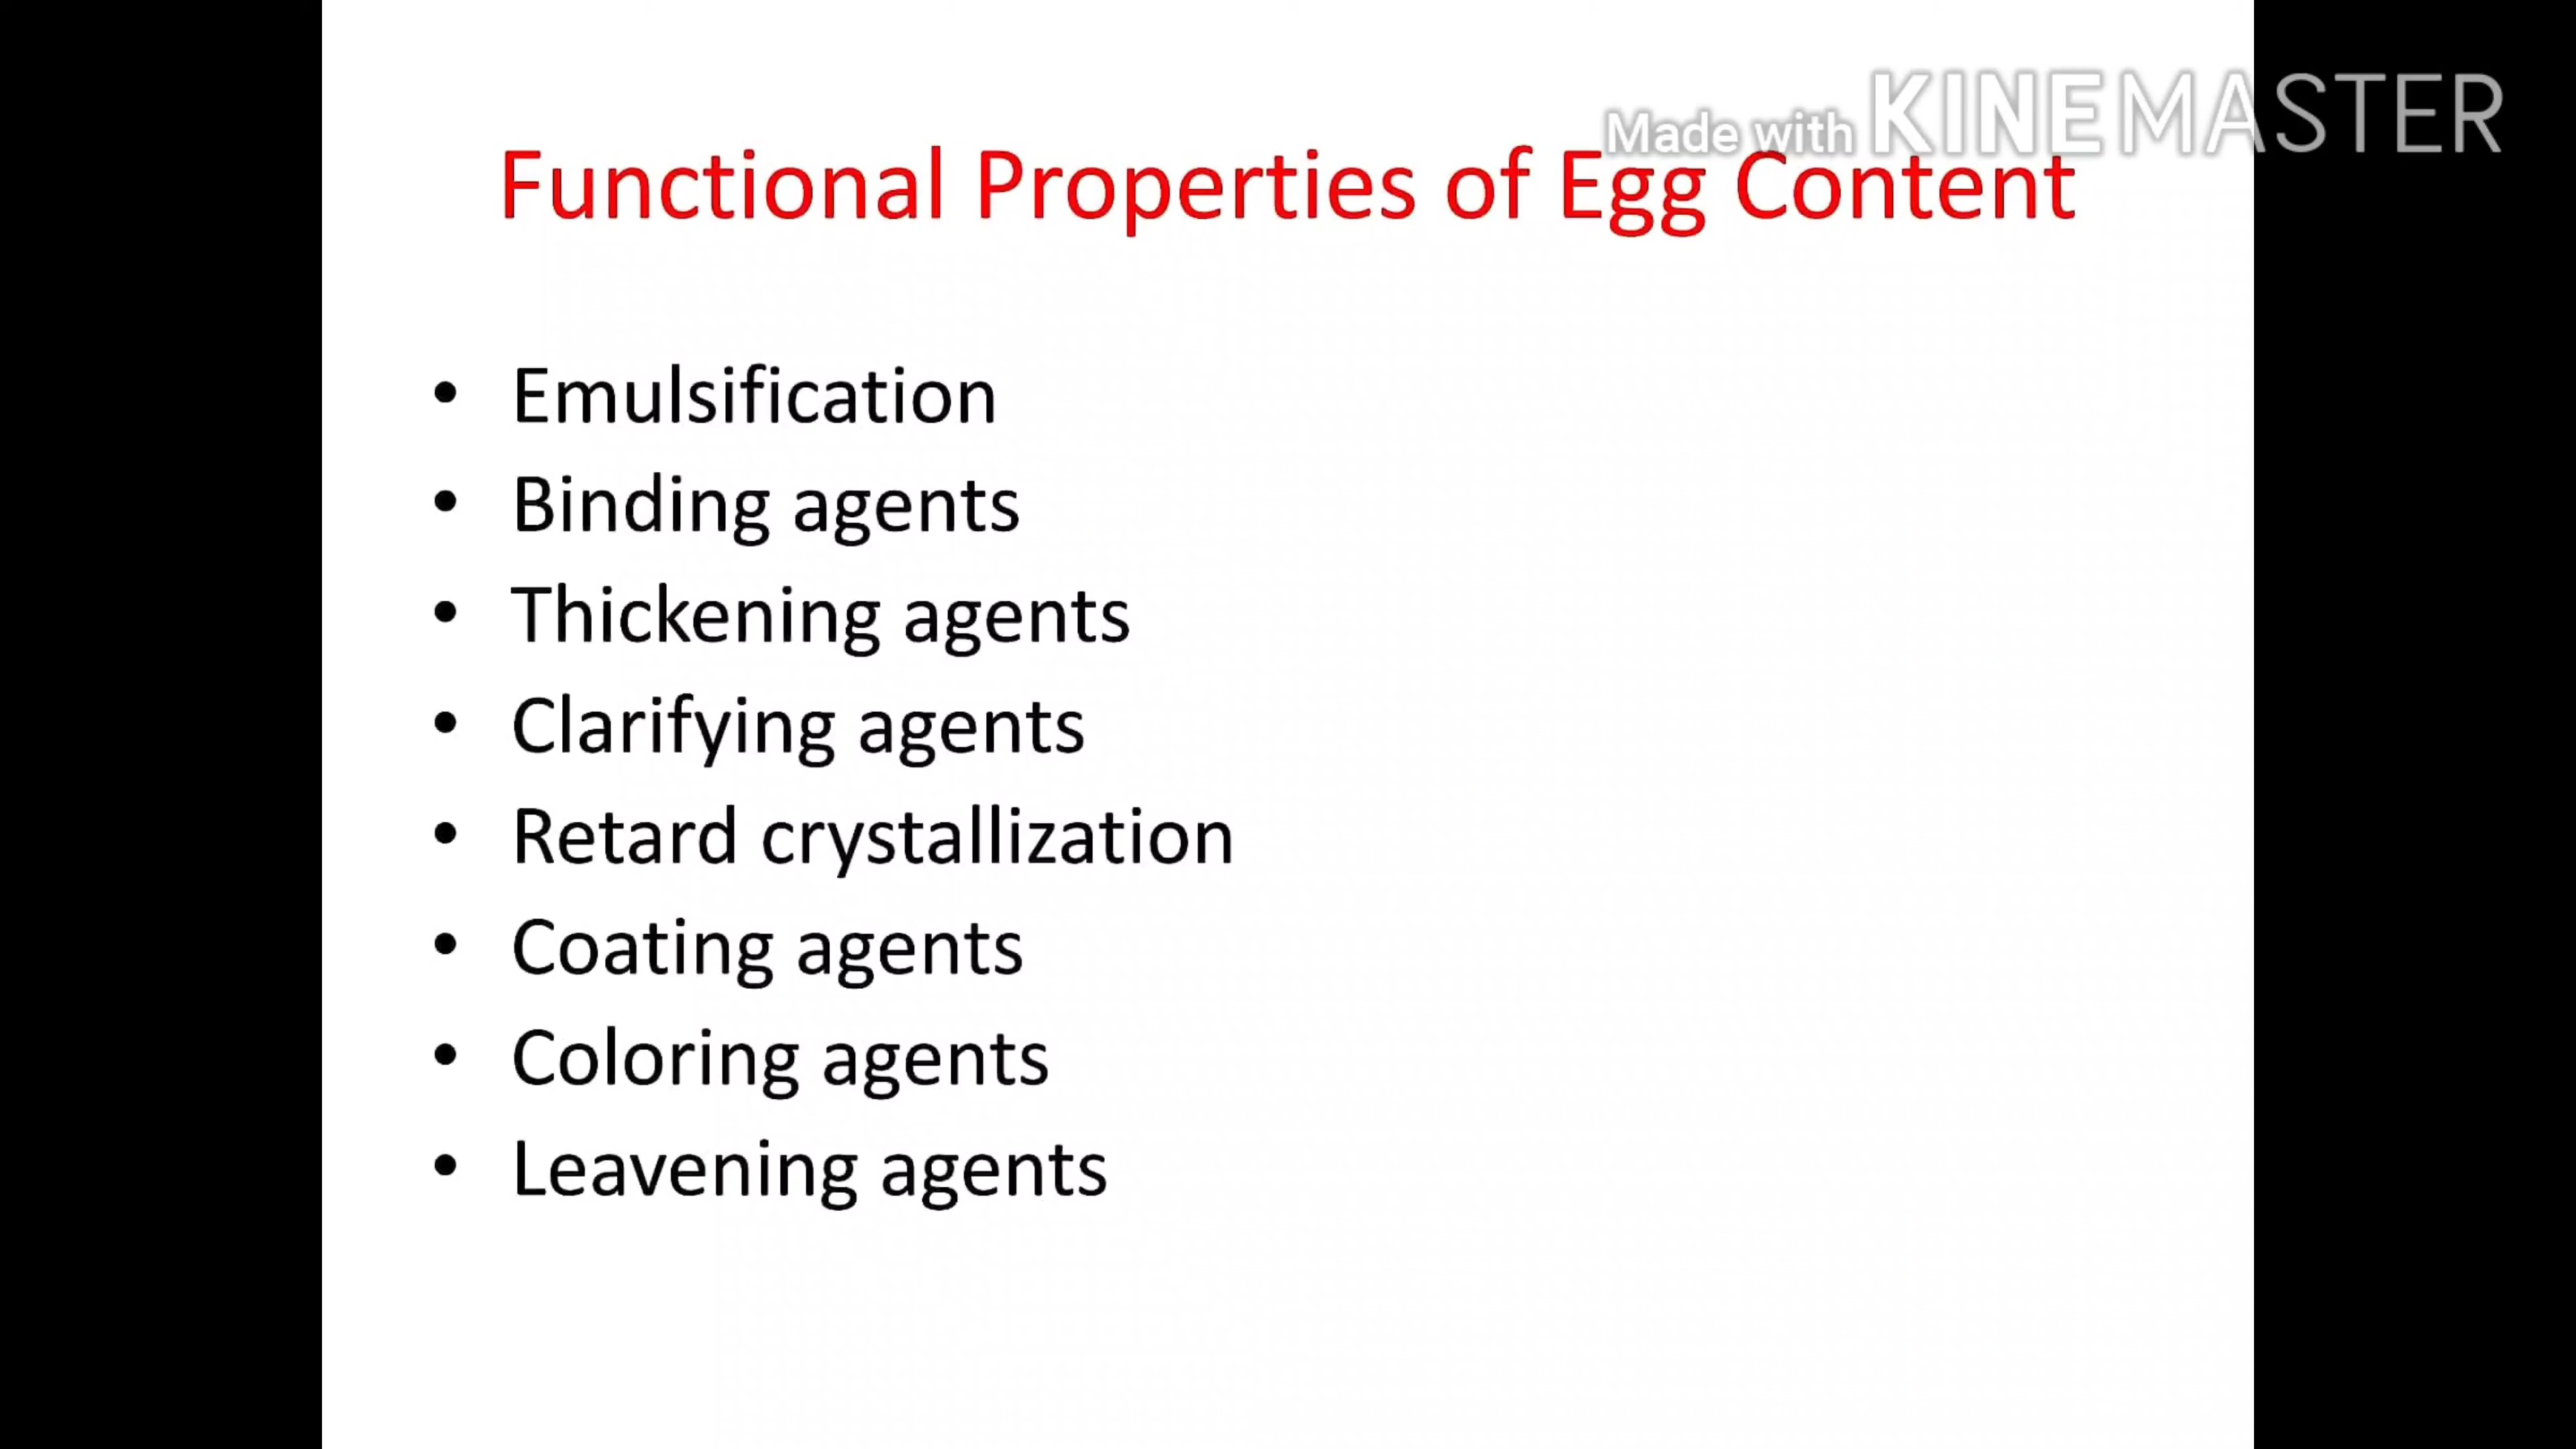 Made with KINEMASTER
Functional Properties of Egg Content
• Emulsification
• Binding agents
• Thickening agents
• Clarifying agents
• Retard crystallization
• Coating agents
• Coloring agents
• Leavening agents